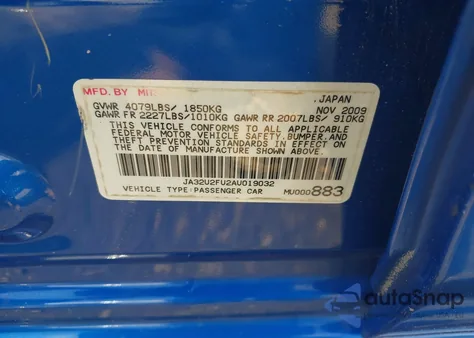 MFD. BY MIT
JAPAN
GVWR 4079LBS/ 1850KG NOV 2009
GAWR FR 2227LBS/1010KG GAWR RR 2007LBS/ 910KG
THIS VEHICLE CONFORMS TO ALL APPLICABLE
FEDERAL MOTOR VEHICLE SAFETY,BUMPER,AND
THEFT PREVENTION STANDARDS IN EFFECT ON
THE DATE OF MANUFACTURE SHOWN ABOVE.
JA32U2FU2AU019032
VEHICLE TYPE:PASSENGER CAR MU000883
autoSnap